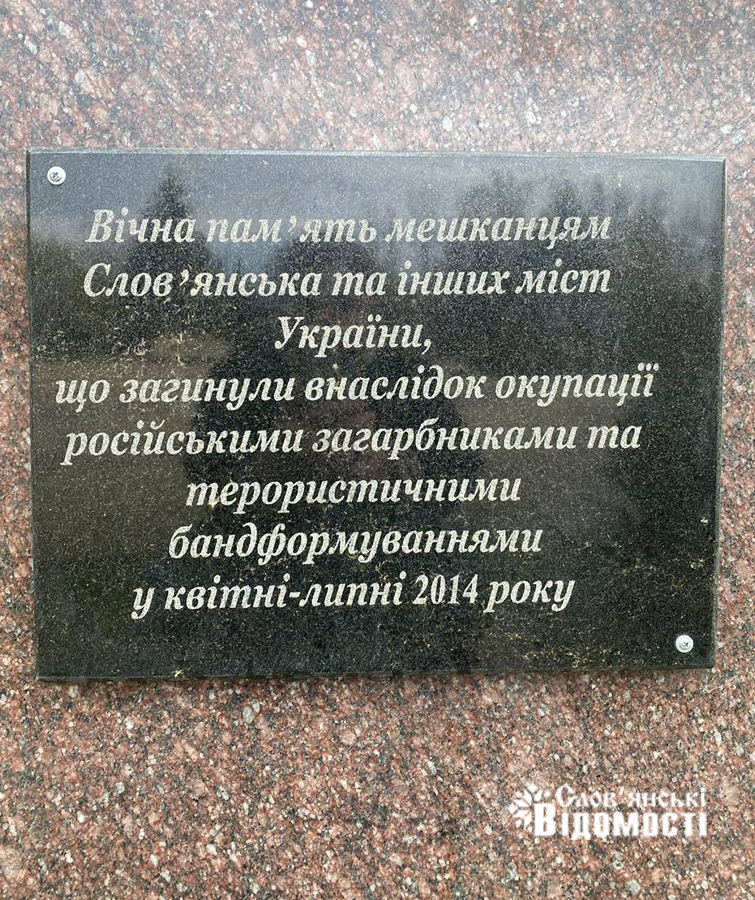 Вічна пам’ять мешканцям
Слов’янська та інших міст
України,
що загинули внаслідок окупації
російськими загарбниками та
терористичними
бандформуваннями
у квітні-липні 2014 року
Слов’янські
Відомості